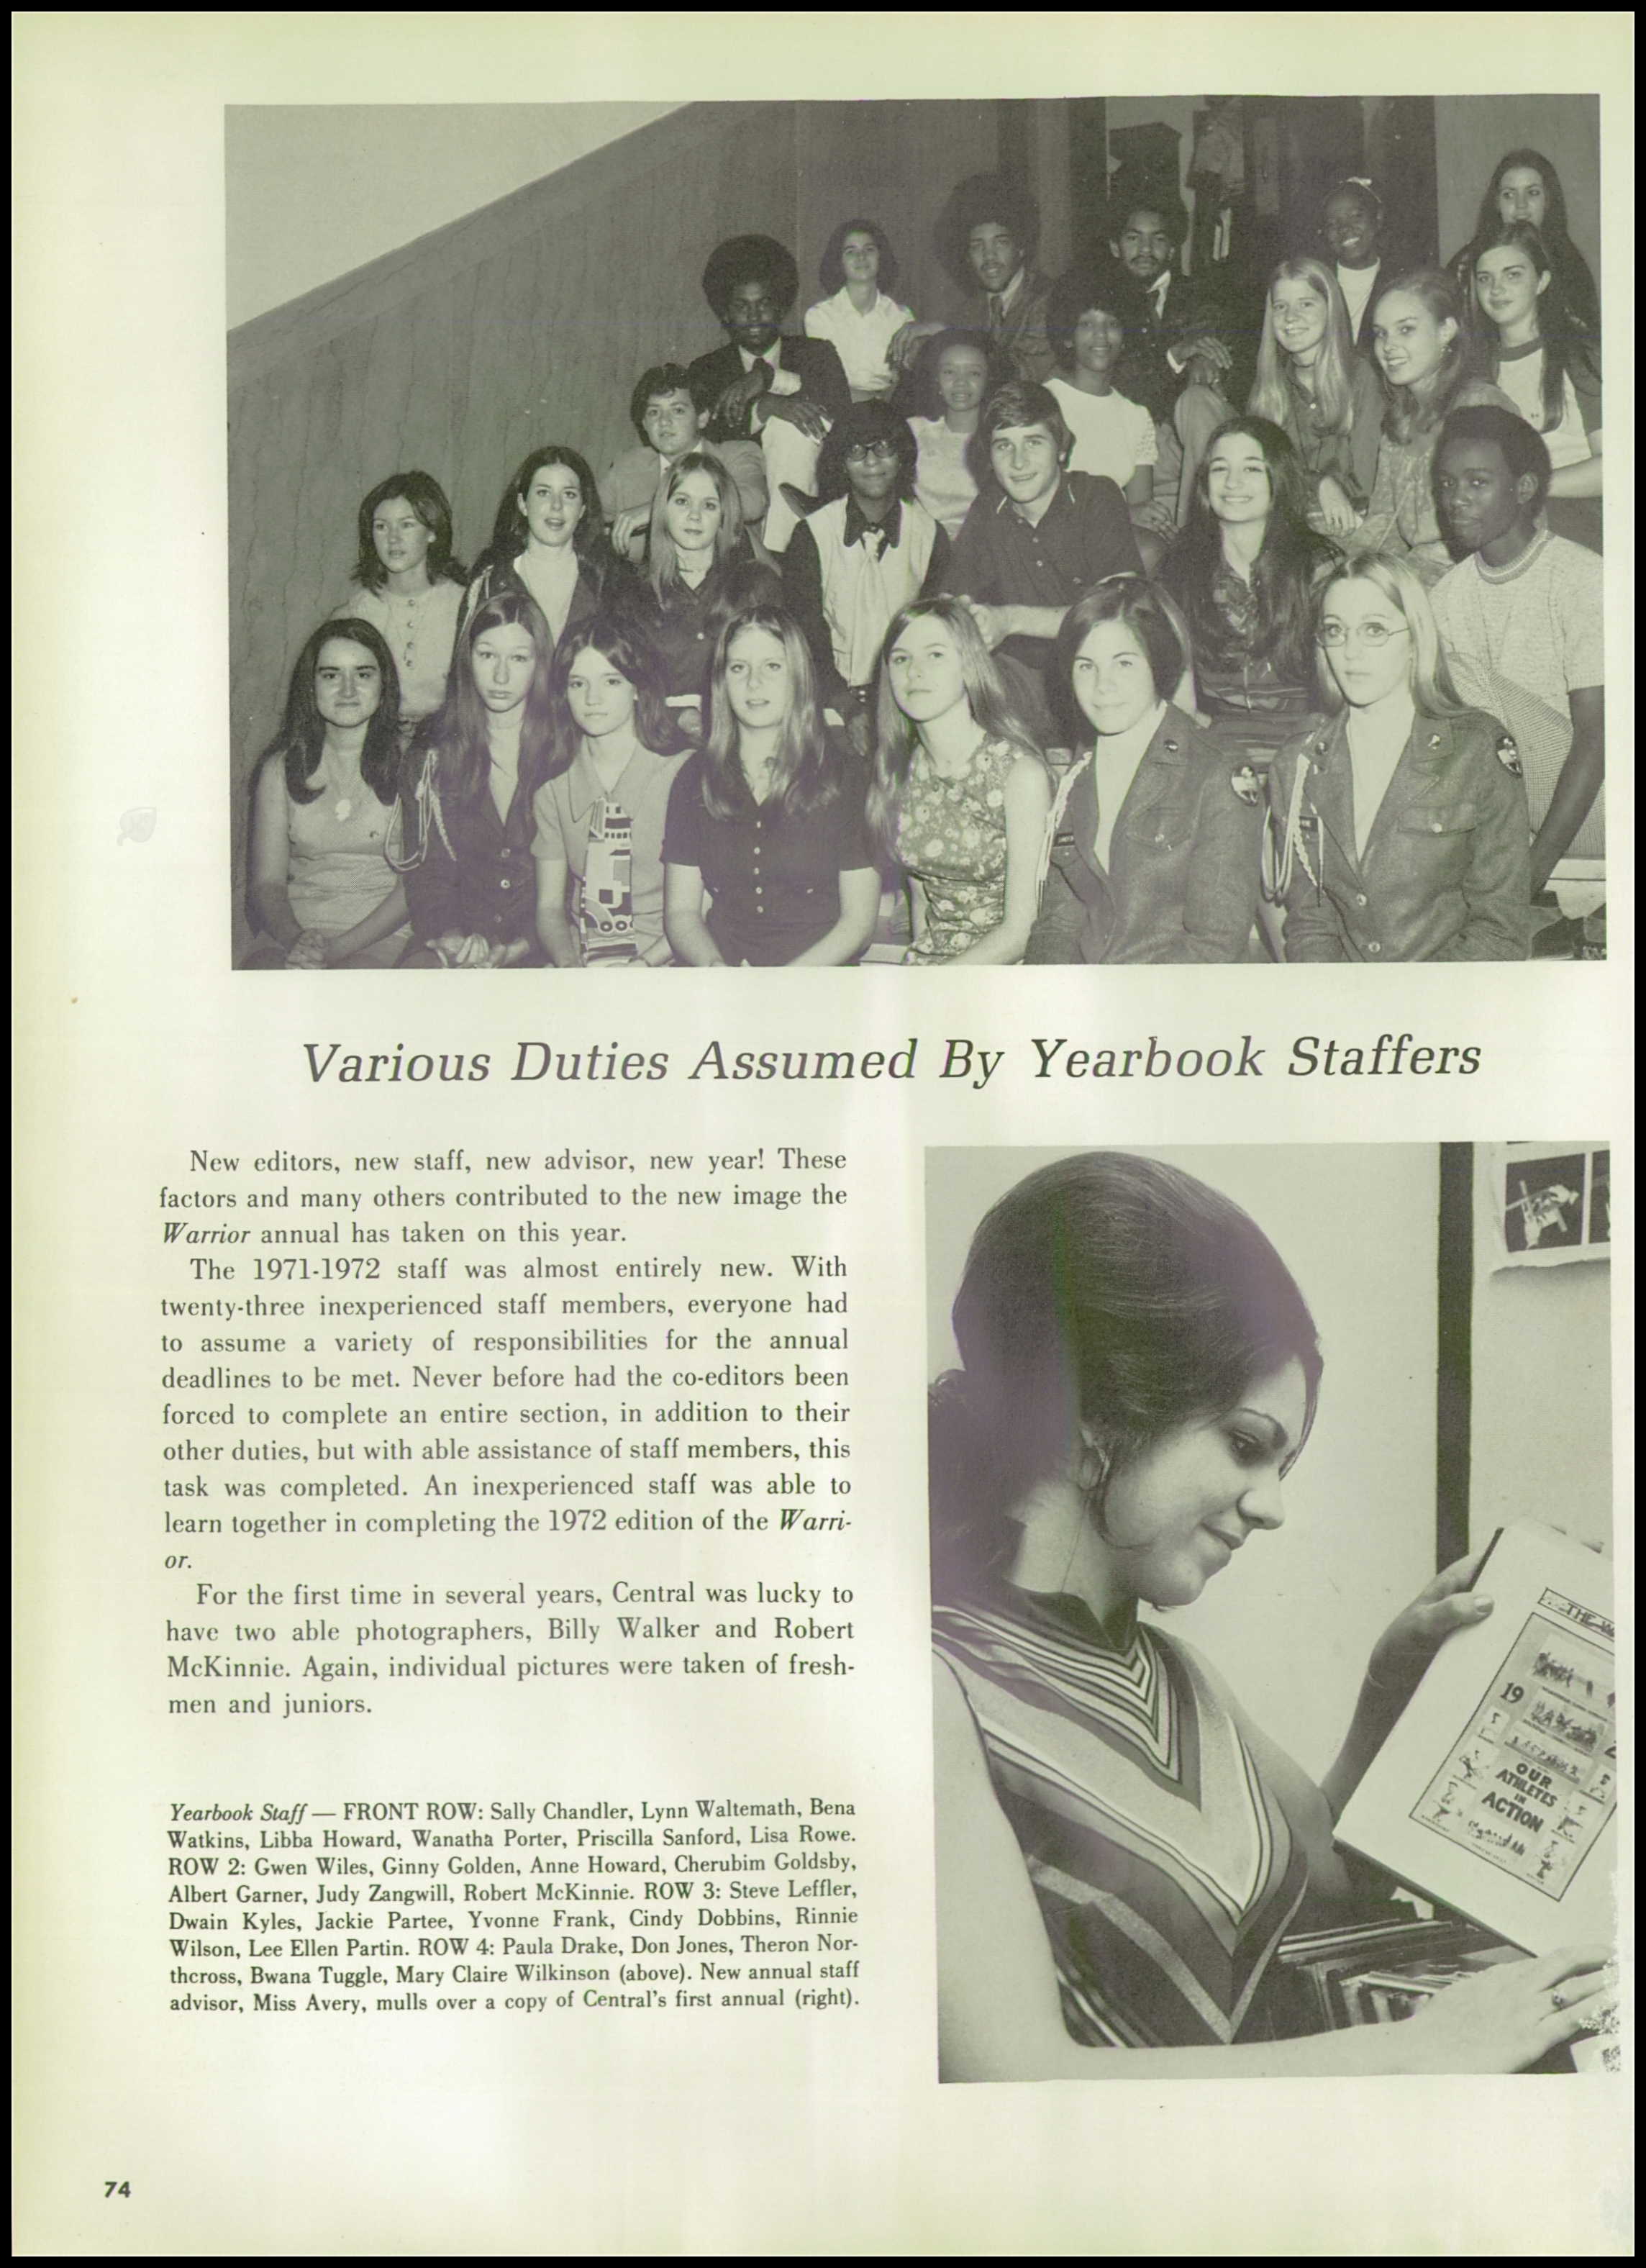 Various Duties Assumed By Yearbook Staffers
New editors, new staff, new advisor, new year! These
factors and many others contributed to the new image the
Warrior annual has taken on this year.
The 1971-1972 staff was almost entirely new. With
twenty-three inexperienced staff members, everyone had
to assume a variety of responsibilities for the annual
deadlines to be met. Never before had the co-editors been
forced to complete an entire section, in addition to their
other duties, but with able assistance of staff members, this
task was completed. An inexperienced staff was able to
learn together in completing the 1972 edition of the Warri-
or.
For the first time in several years, Central was lucky to
have two able photographers, Billy Walker and Robert
McKinnie. Again, individual pictures were taken of fresh-
men and juniors.
Yearbook Staff — FRONT ROW: Sally Chandler, Lynn Waltemath, Bena
Watkins, Libba Howard, Wanatha Porter, Priscilla Sanford, Lisa Rowe.
ROW 2: Gwen Wiles, Ginny Golden, Anne Howard, Cherubim Goldsby,
Albert Garner, Judy Zangwill, Robert McKinnie. ROW 3: Steve Leffler,
Dwain Kyles, Jackie Partee, Yvonne Frank, Cindy Dobbins, Rinnie
Wilson, Lee Ellen Partin. ROW 4: Paula Drake, Don Jones, Theron Nor-
thcross, Bwana Tuggle, Mary Claire Wilkinson (above). New annual staff
advisor, Miss Avery, mulls over a copy of Central's first annual (right).
THE
19
OUR
ATHLETES
IN
ACTION
74